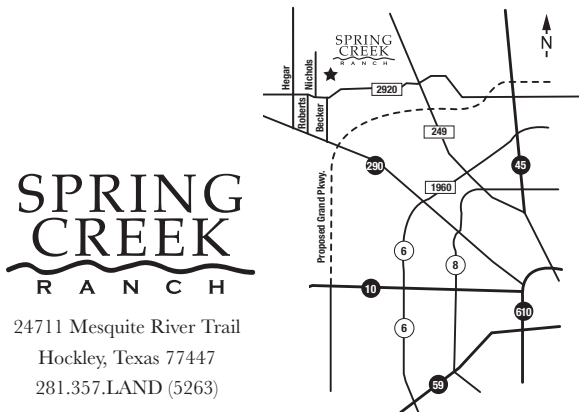 SPRING
CREEK
RANCH
24711 Mesquite River Trail
Hockley, Texas 77447
281.357.LAND (5263)
SPRING
CREEK
RANCH
N
Hegar
Nichols
Roberts
Becker
2920
249
290
45
1960
Proposed Grand Pkwy.
6
8
10
610
6
59